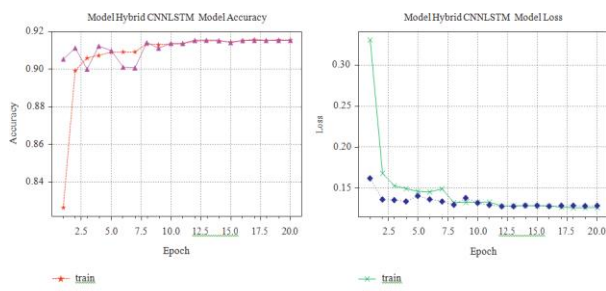 Model Hybrid CNNLSTM Model Accuracy
0.92
0.90
0.88
0.86
0.84
Accuracy
2.5 5.0 7.5 10.0 12.5 15.0 17.5 20.0
Epoch
train
Model Hybrid CNNLSTM Model Loss
0.30
0.25
0.20
0.15
Loss
2.5 5.0 7.5 10.0 12.5 15.0 17.5 20.0
Epoch
train